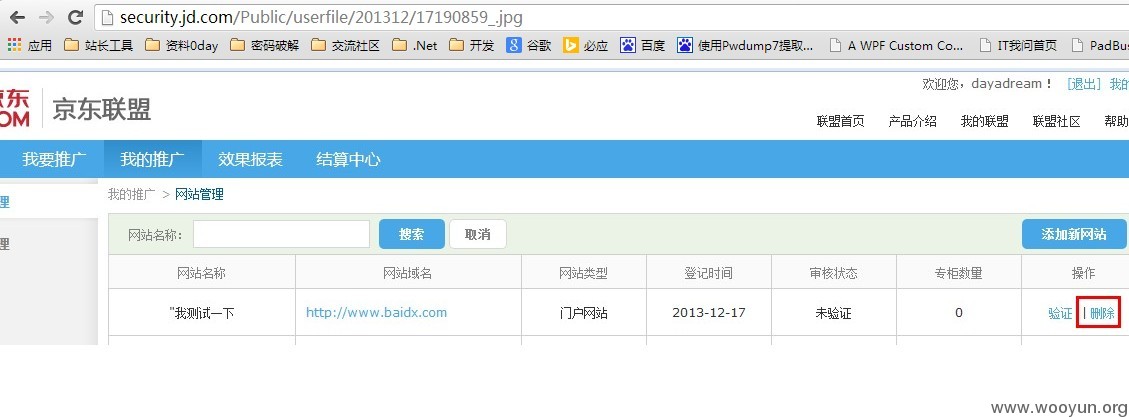 security.jd.com/Public/userfile/201312/17190859_.jpg
应用 站长工具 资料0day 密码破解 交流社区 .Net 开发 谷歌 必应 百度 使用Pwdump7提取... A WPF Custom Co... IT我问首页 PadBus
欢迎您，dayadream！ [退出] 我的
京东 COM 京东联盟
联盟首页 产品介绍 我的联盟 联盟社区 帮助
我要推广 我的推广 效果报表 结算中心
我的推广 > 网站管理
理
网站名称： 搜索 取消 添加新网站
理
网站名称 网站域名 网站类型 登记时间 审核状态 专柜数量 操作
"我测试一下 http://www.baidx.com 门户网站 2013-12-17 未验证 0 验证 | 删除
www.wooyun.org